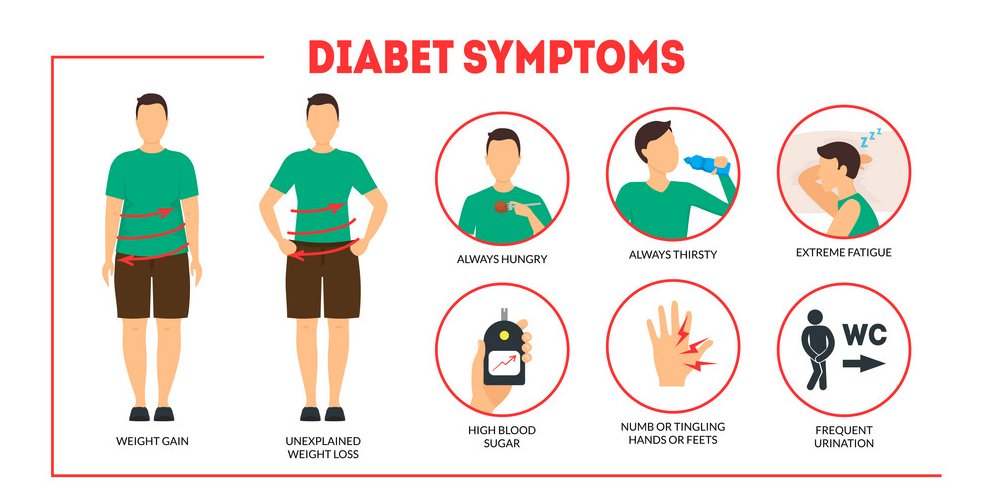 DIABET SYMPTOMS
WEIGHT GAIN
UNEXPLAINED
WEIGHT LOSS
ALWAYS HUNGRY
ALWAYS THIRSTY
z z z
EXTREME FATIGUE
HIGH BLOOD
SUGAR
NUMB OR TINGLING
HANDS OR FEETS
WC
FREQUENT
URINATION